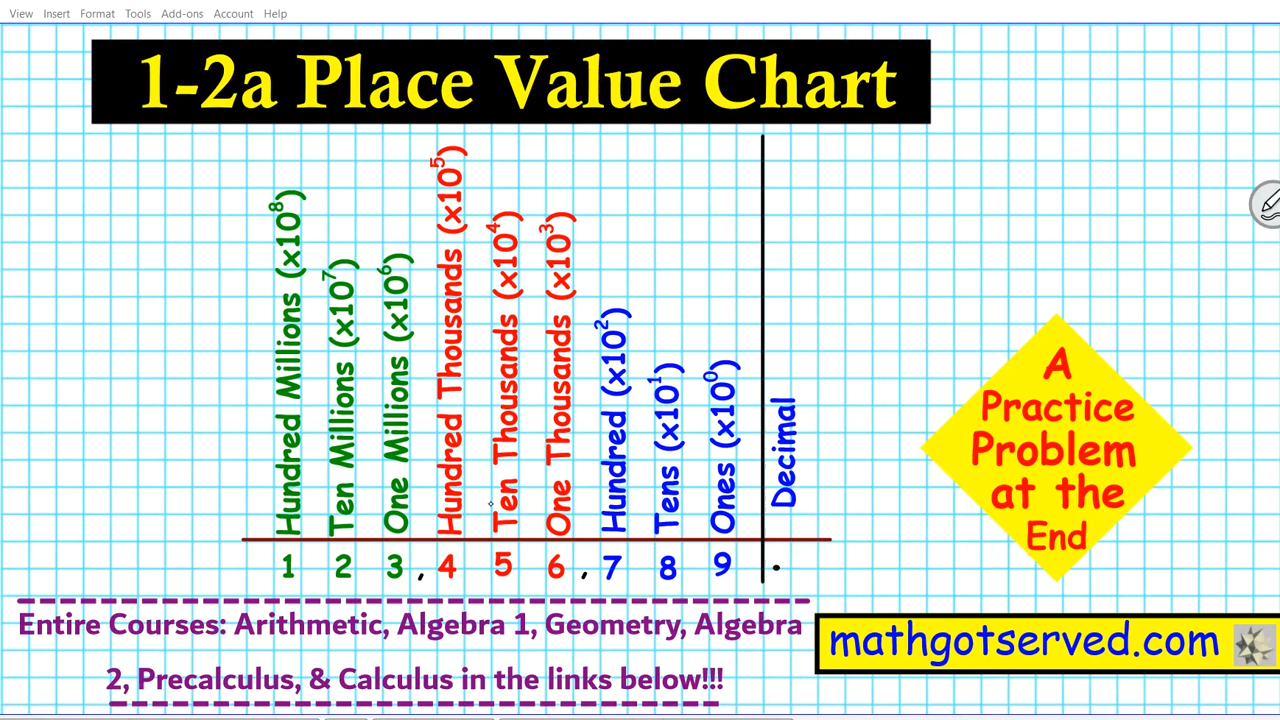 View Insert Format Tools Add-ons Account Help
1-2a Place Value Chart
Hundred Millions (x10⁸)
Ten Millions (x10⁷)
One Millions (x10⁶)
Hundred Thousands (x10⁵)
Ten Thousands (x10⁴)
One Thousands (x10³)
Hundred (x10²)
Tens (x10¹)
Ones (x10⁰)
Decimal
1 2 3 , 4 5 6 , 7 8 9 .
A
Practice
Problem
at the
End
Entire Courses: Arithmetic, Algebra 1, Geometry, Algebra
2, Precalculus, & Calculus in the links below!!!
mathgotserved.com